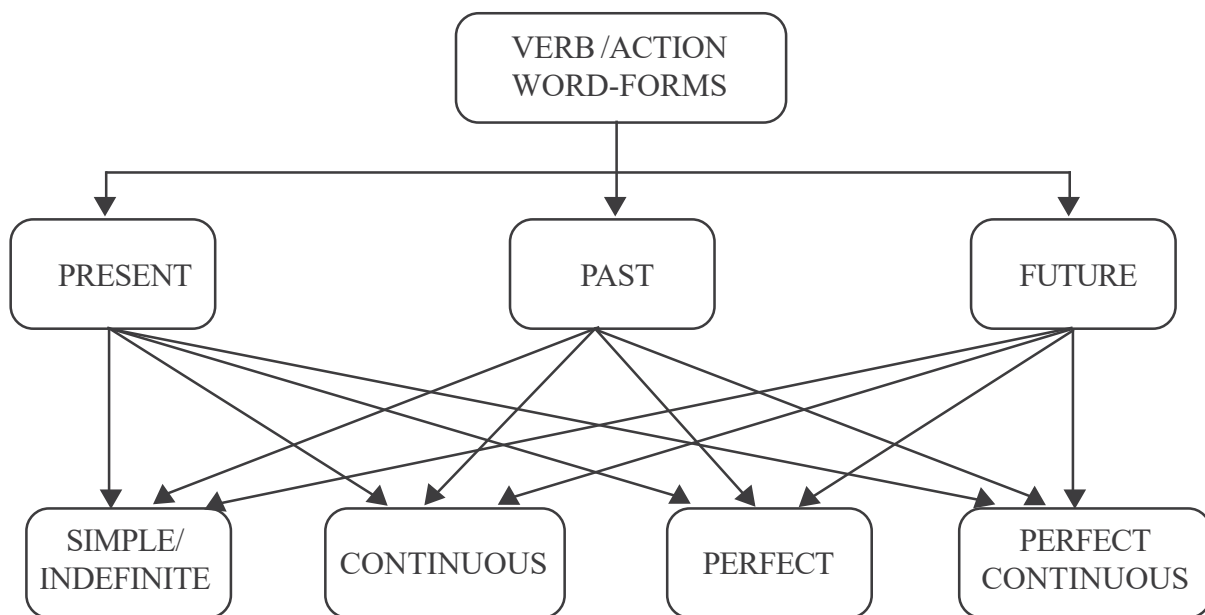 VERB /ACTION
WORD-FORMS
PRESENT
PAST
FUTURE
SIMPLE/
INDEFINITE
CONTINUOUS
PERFECT
PERFECT
CONTINUOUS